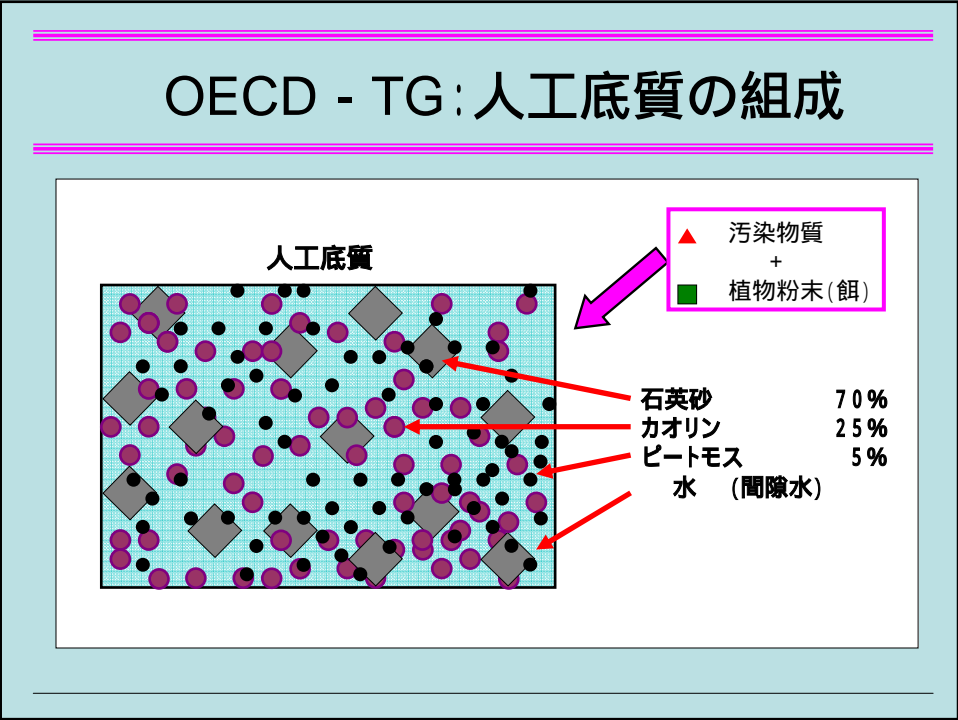 OECD - TG:人工底質の組成
汚染物質
+
植物粉末(餌)
人工底質
石英砂 70%
カオリン 25%
ピートモス 5%
水 (間隙水)